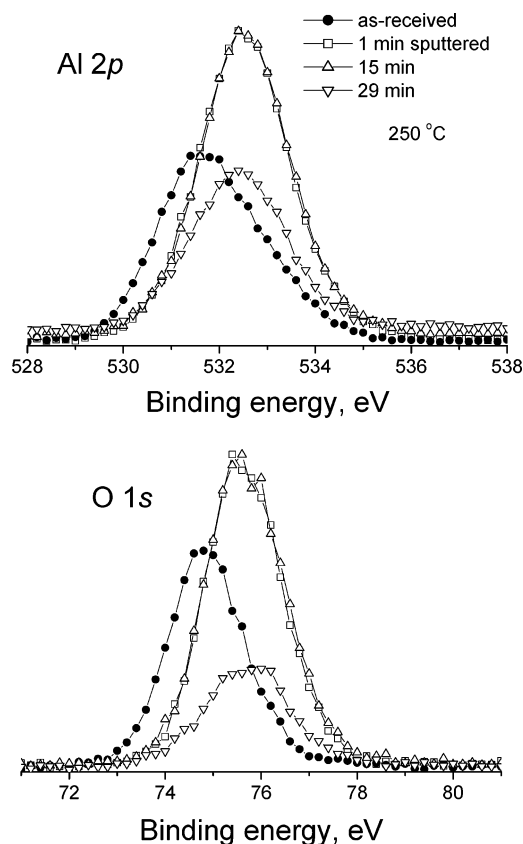 Al 2p
as-received
1 min sputtered
15 min
29 min
250 °C
528 530 532 534 536 538
Binding energy, eV
O 1s
72 74 76 78 80
Binding energy, eV